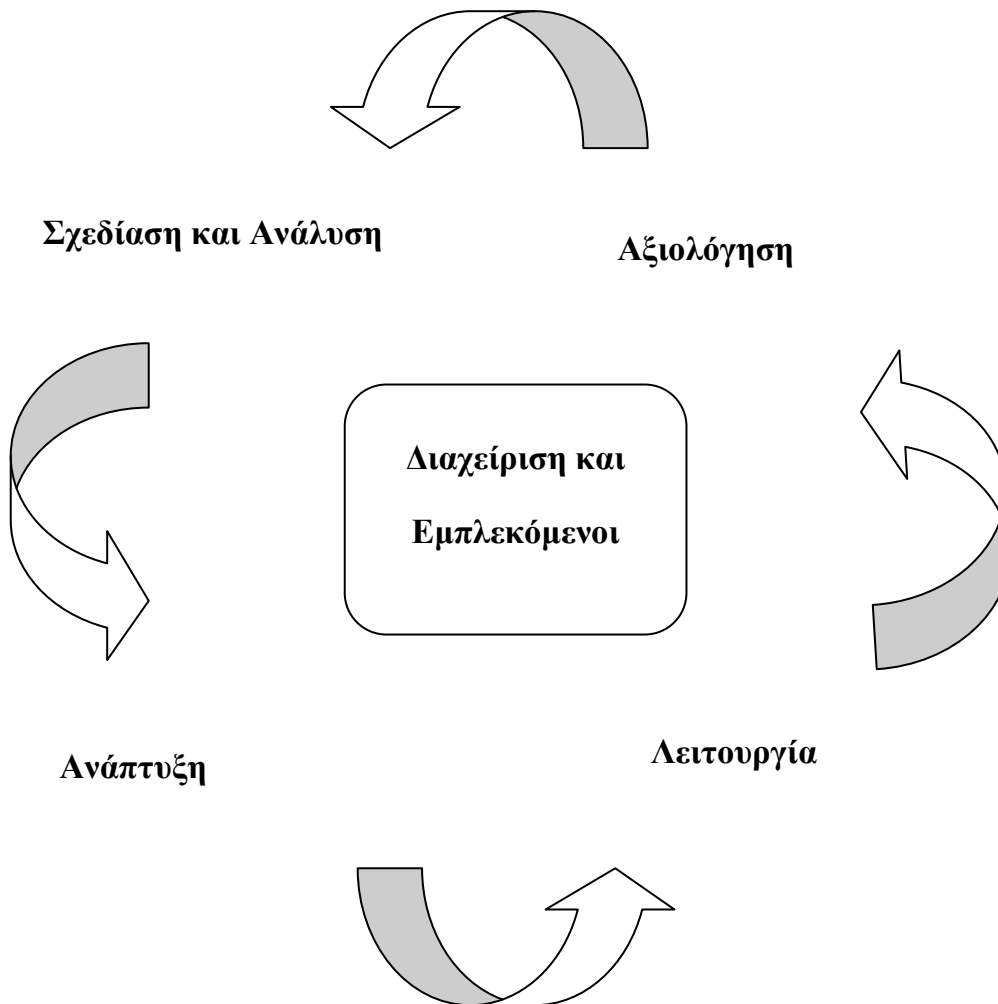 Σχεδίαση και Ανάλυση
Αξιολόγηση
Διαχείριση και
Εμπλεκόμενοι
Ανάπτυξη
Λειτουργία